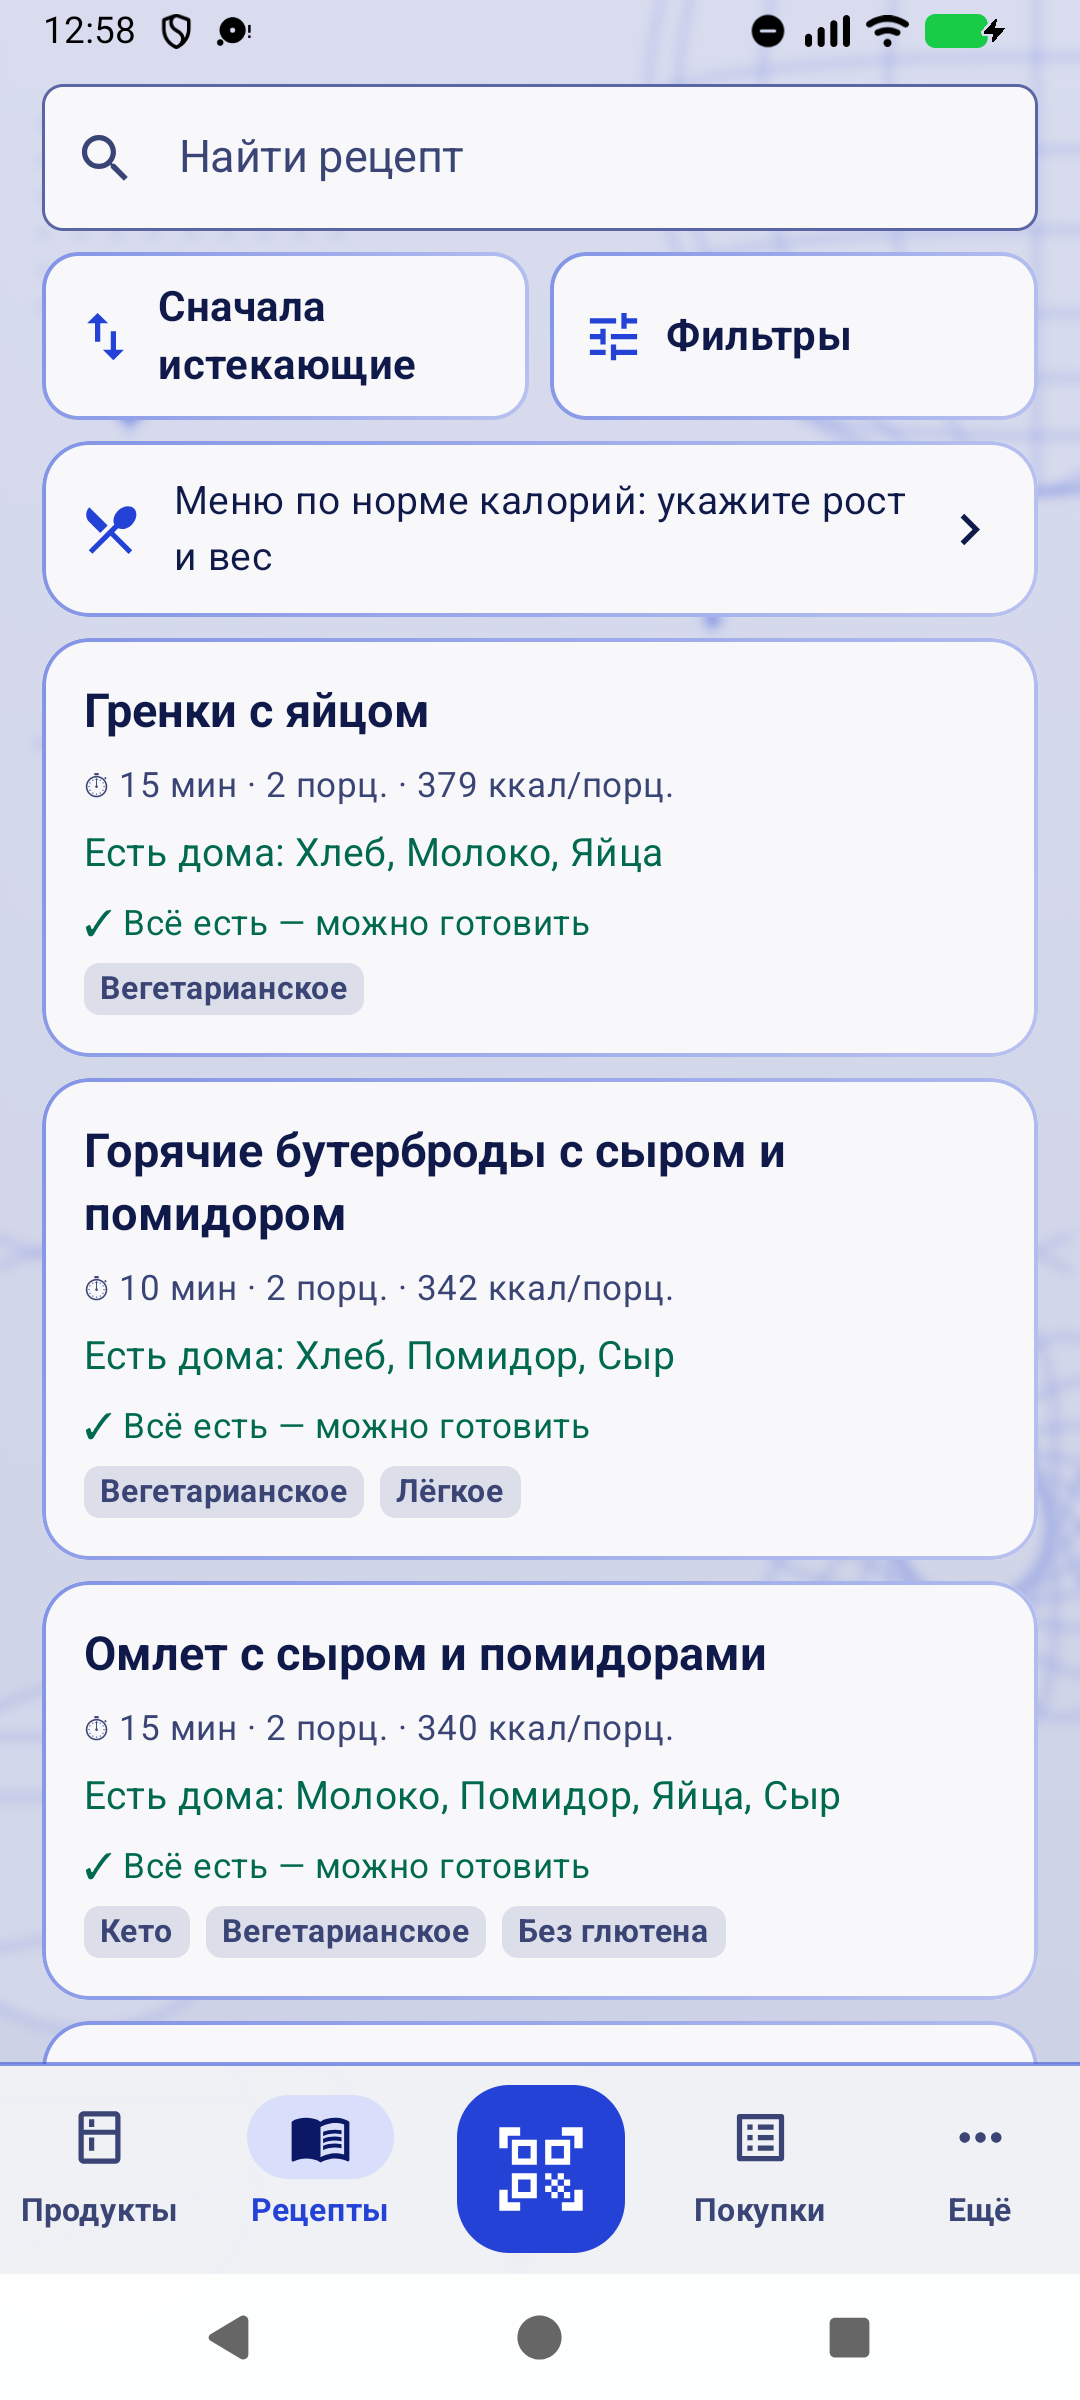 12:58
Найти рецепт
Сначала
истекающие
Фильтры
Меню по норме калорий: укажите рост
и вес
Гренки с яйцом
⏱ 15 мин · 2 порц. · 379 ккал/порц.
Есть дома: Хлеб, Молоко, Яйца
✓ Всё есть — можно готовить
Вегетарианское
Горячие бутерброды с сыром и
помидором
⏱ 10 мин · 2 порц. · 342 ккал/порц.
Есть дома: Хлеб, Помидор, Сыр
✓ Всё есть — можно готовить
Вегетарианское Лёгкое
Омлет с сыром и помидорами
⏱ 15 мин · 2 порц. · 340 ккал/порц.
Есть дома: Молоко, Помидор, Яйца, Сыр
✓ Всё есть — можно готовить
Кето Вегетарианское Без глютена
Продукты Рецепты Покупки Ещё